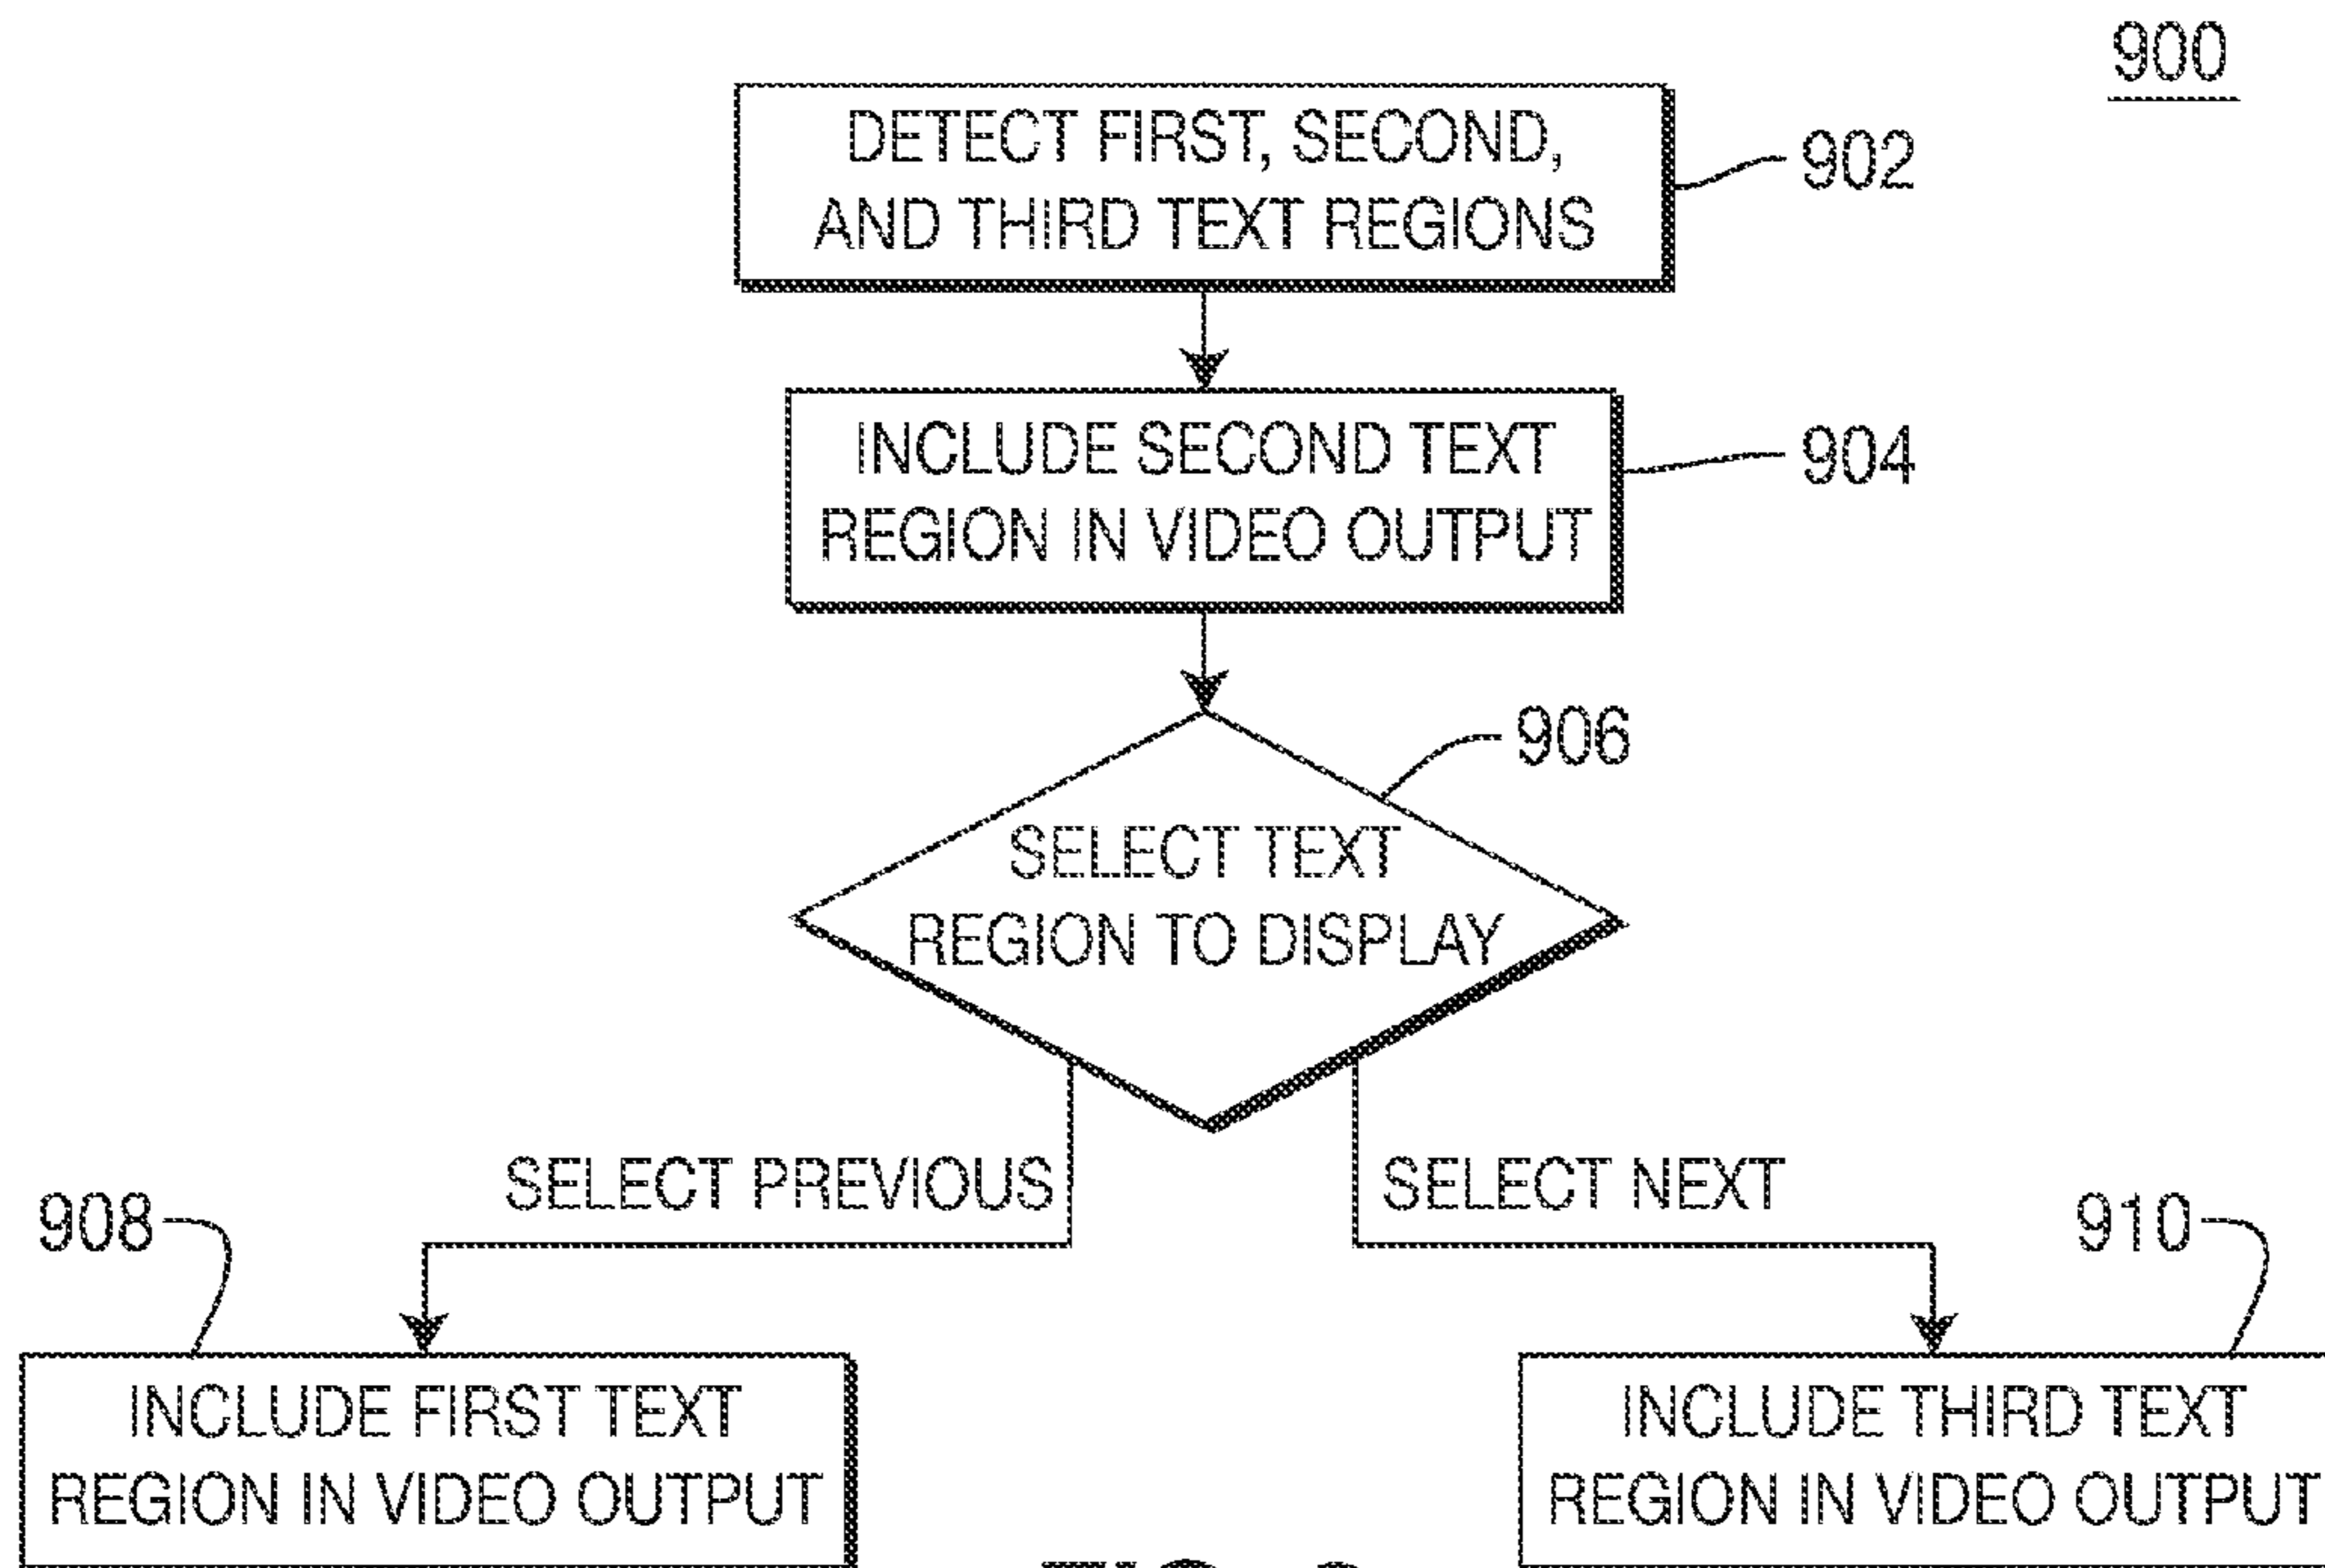 900
DETECT FIRST, SECOND,
AND THIRD TEXT REGIONS
902
INCLUDE SECOND TEXT
REGION IN VIDEO OUTPUT
904
906
SELECT TEXT
REGION TO DISPLAY
SELECT PREVIOUS
SELECT NEXT
908
910
INCLUDE FIRST TEXT
REGION IN VIDEO OUTPUT
INCLUDE THIRD TEXT
REGION IN VIDEO OUTPUT